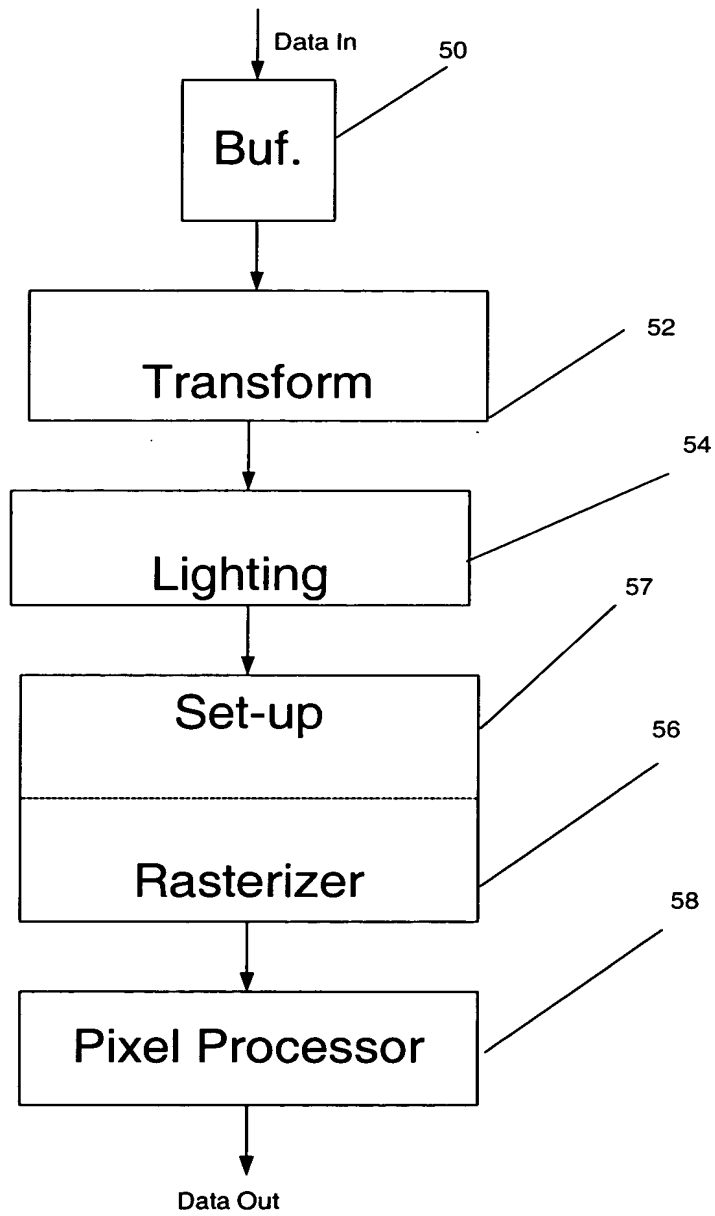 Data In
50
Buf.
52
Transform
54
Lighting
57
Set-up
56
Rasterizer
58
Pixel Processor
Data Out